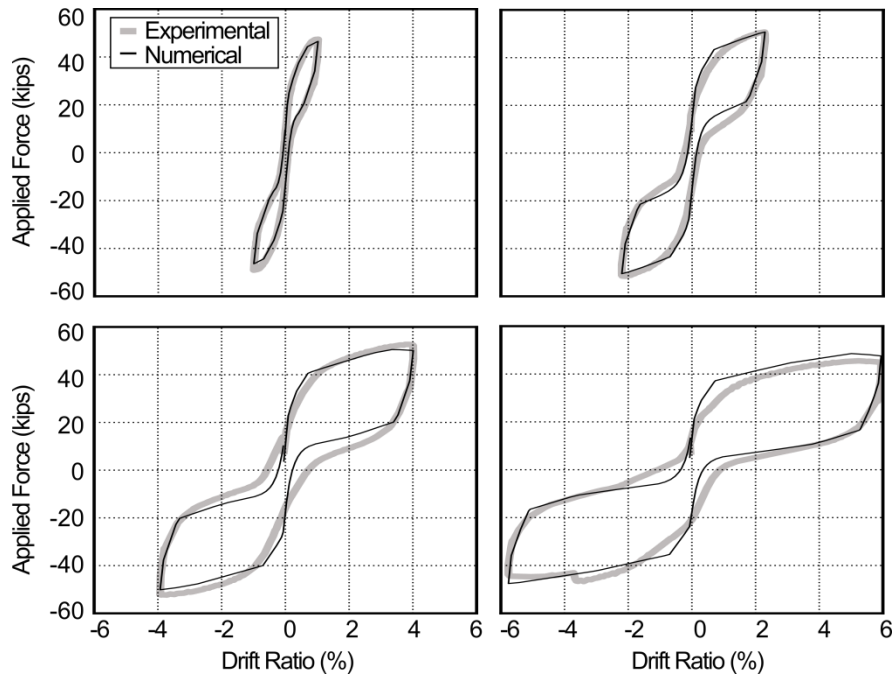 Experimental
Numerical
Applied Force (kips)
60
40
20
0
-20
-40
-60
Applied Force (kips)
60
40
20
0
-20
-40
-60
-6 -4 -2 0 2 4 6
Drift Ratio (%)
-6 -4 -2 0 2 4 6
Drift Ratio (%)